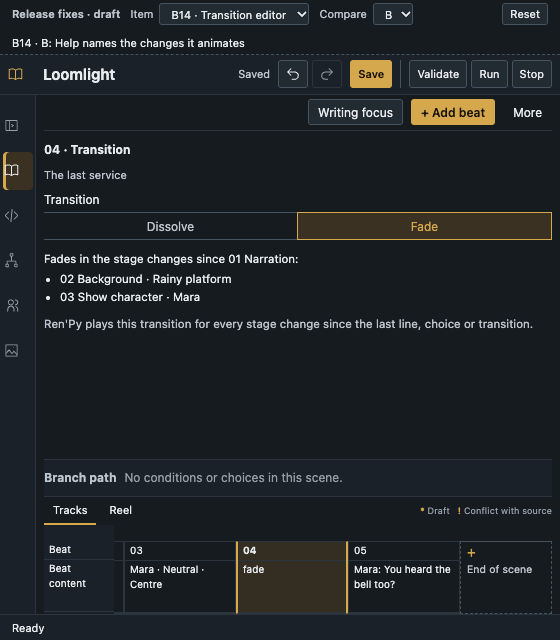 Release fixes · draft Item B14 · Transition editor Compare B Reset
B14 · B: Help names the changes it animates
Loomlight Saved Save Validate Run Stop
Writing focus + Add beat More
04 · Transition
The last service
Transition
Dissolve Fade
Fades in the stage changes since 01 Narration:
• 02 Background · Rainy platform
• 03 Show character · Mara
Ren'Py plays this transition for every stage change since the last line, choice or transition.
Branch path No conditions or choices in this scene.
Tracks Reel * Draft ! Conflict with source
Beat 03 04 05 +
Beat content Mara · Neutral · Centre fade Mara: You heard the bell too? End of scene
Ready